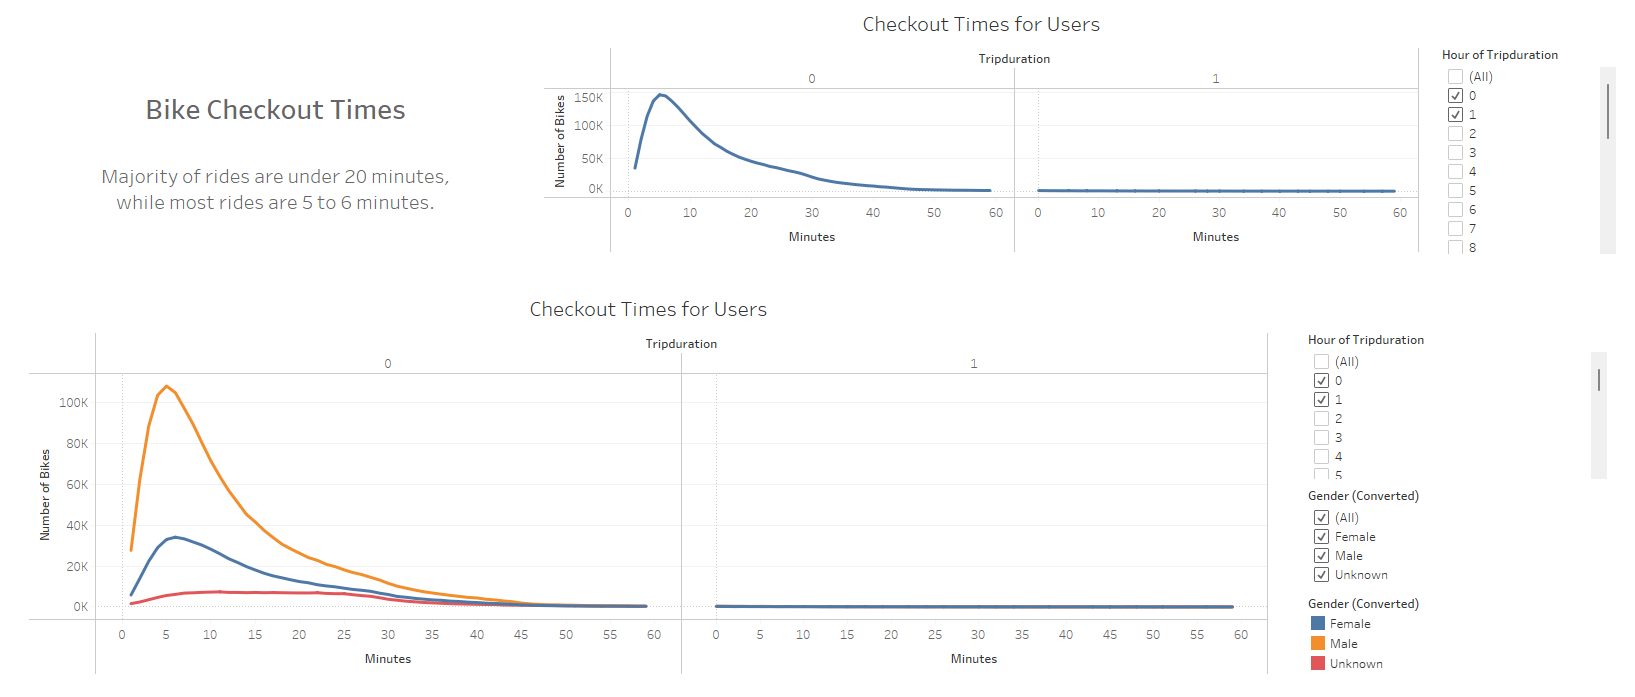 Bike Checkout Times
Majority of rides are under 20 minutes,
while most rides are 5 to 6 minutes.
Checkout Times for Users
Tripduration
0 1
Number of Bikes
150K
100K
50K
0K
0 10 20 30 40 50 60 0 10 20 30 40 50 60
Minutes Minutes
Hour of Tripduration
(All)
0
1
2
3
4
5
6
7
8
Checkout Times for Users
Tripduration
0 1
Number of Bikes
100K
80K
60K
40K
20K
0K
0 5 10 15 20 25 30 35 40 45 50 55 60 0 5 10 15 20 25 30 35 40 45 50 55 60
Minutes Minutes
Hour of Tripduration
(All)
0
1
2
3
4
5
Gender (Converted)
(All)
Female
Male
Unknown
Gender (Converted)
Female
Male
Unknown